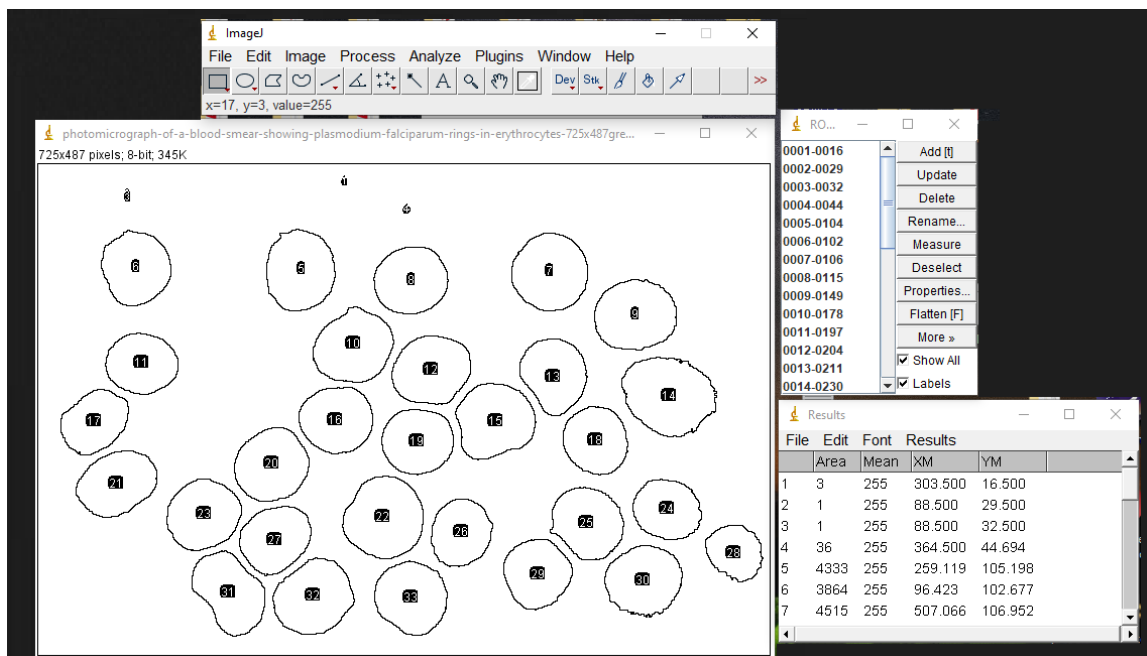 ImageJ
File Edit Image Process Analyze Plugins Window Help
Dev Stk >>
x=17, y=3, value=255
photomicrograph-of-a-blood-smear-showing-plasmodium-falciparum-rings-in-erythrocytes-725x487gre...
725x487 pixels; 8-bit; 345K
6
5
8
7
9
10
11
12
13
14
17
16
15
19
18
20
21
23
22
24
25
26
27
28
29
30
31
32
33
RO...
0001-0016
0002-0029
0003-0032
0004-0044
0005-0104
0006-0102
0007-0106
0008-0115
0009-0149
0010-0178
0011-0197
0012-0204
0013-0211
0014-0230
Add [t]
Update
Delete
Rename...
Measure
Deselect
Properties...
Flatten [F]
More »
Show All
Labels
Results
File Edit Font Results
Area Mean XM YM
1 3 255 303.500 16.500
2 1 255 88.500 29.500
3 1 255 88.500 32.500
4 36 255 364.500 44.694
5 4333 255 259.119 105.198
6 3864 255 96.423 102.677
7 4515 255 507.066 106.952